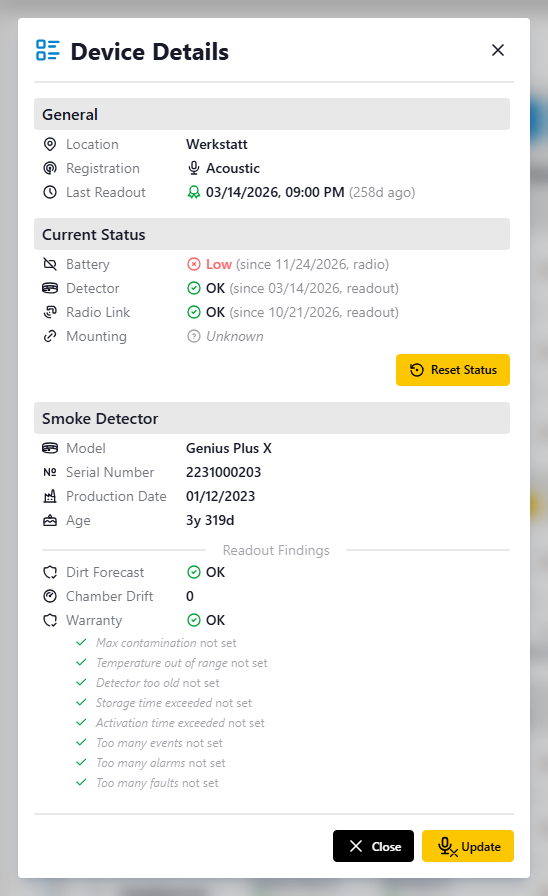 Device Details
General
Location Werkstatt
Registration Acoustic
Last Readout 03/14/2026, 09:00 PM (258d ago)
Current Status
Battery Low (since 11/24/2026, radio)
Detector OK (since 03/14/2026, readout)
Radio Link OK (since 10/21/2026, readout)
Mounting Unknown
Reset Status
Smoke Detector
Model Genius Plus X
Nº Serial Number 2231000203
Production Date 01/12/2023
Age 3y 319d
Readout Findings
Dirt Forecast OK
Chamber Drift 0
Warranty OK
Max contamination not set
Temperature out of range not set
Detector too old not set
Storage time exceeded not set
Activation time exceeded not set
Too many events not set
Too many alarms not set
Too many faults not set
Close Update